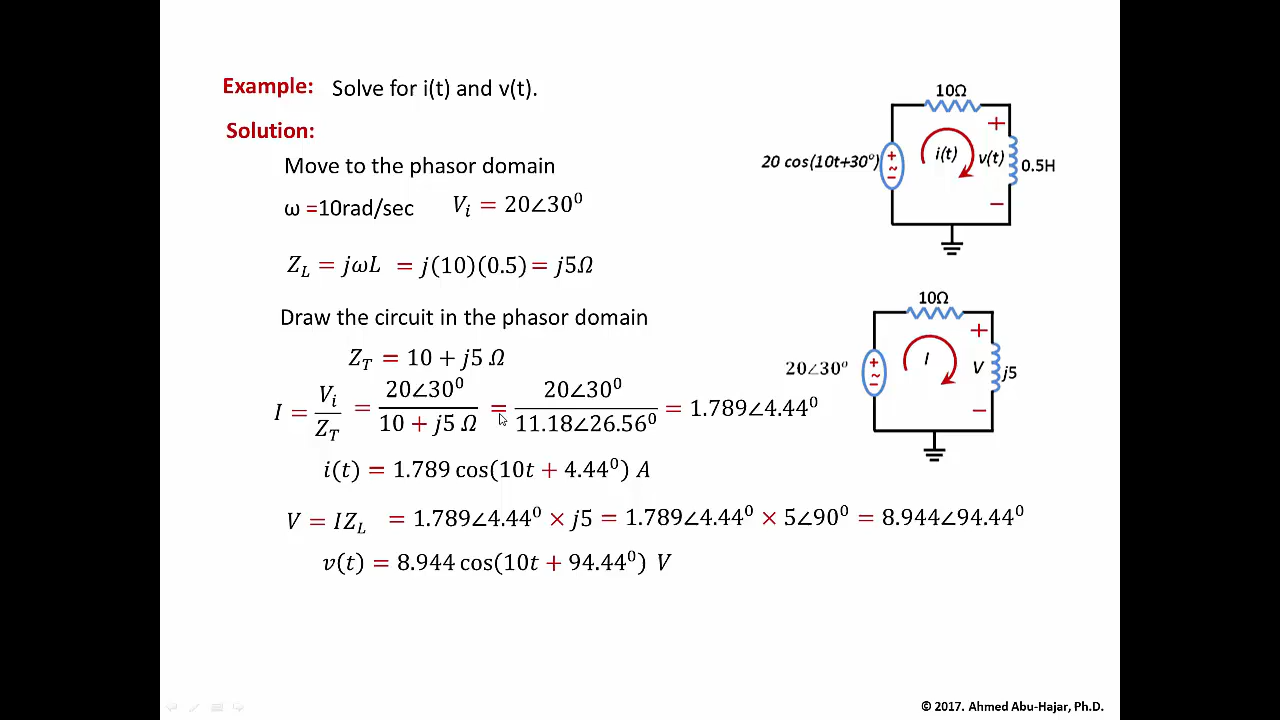 Example: Solve for i(t) and v(t).
Solution:
Move to the phasor domain
ω =10rad/sec V_i = 20∠30⁰
Z_L = jωL = j(10)(0.5) = j5Ω
Draw the circuit in the phasor domain
Z_T = 10 + j5 Ω
I = V_i/Z_T = 20∠30⁰/10 + j5 Ω = 20∠30⁰/11.18∠26.56⁰ = 1.789∠4.44⁰
i(t) = 1.789 cos(10t + 4.44⁰) A
V = IZ_L = 1.789∠4.44⁰ × j5 = 1.789∠4.44⁰ × 5∠90⁰ = 8.944∠94.44⁰
v(t) = 8.944 cos(10t + 94.44⁰) V
10Ω
+
20 cos(10t+30º)
+
~
−
i(t)
v(t)
0.5H
−
10Ω
+
20∠30º
+
~
−
I
V
j5
−
© 2017. Ahmed Abu-Hajar, Ph.D.